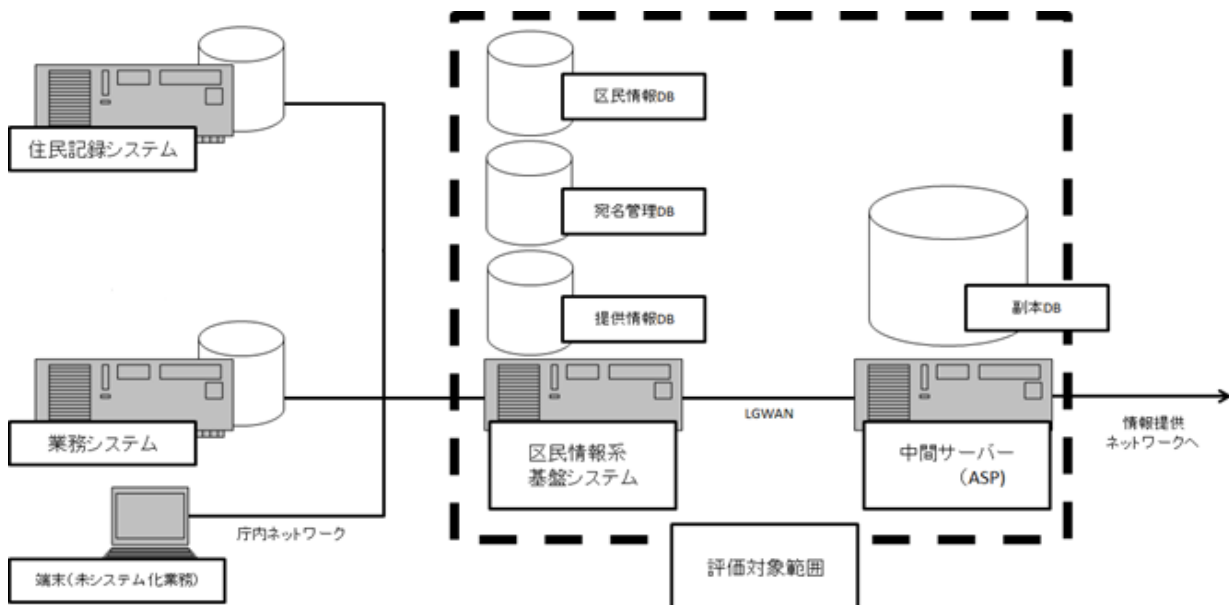 区民情報DB
住民記録システム
宛名管理DB
提供情報DB
副本DB
業務システム
区民情報系
基盤システム
LGWAN
中間サーバー
(ASP)
情報提供
ネットワークへ
庁内ネットワーク
端末(未システム化業務)
評価対象範囲